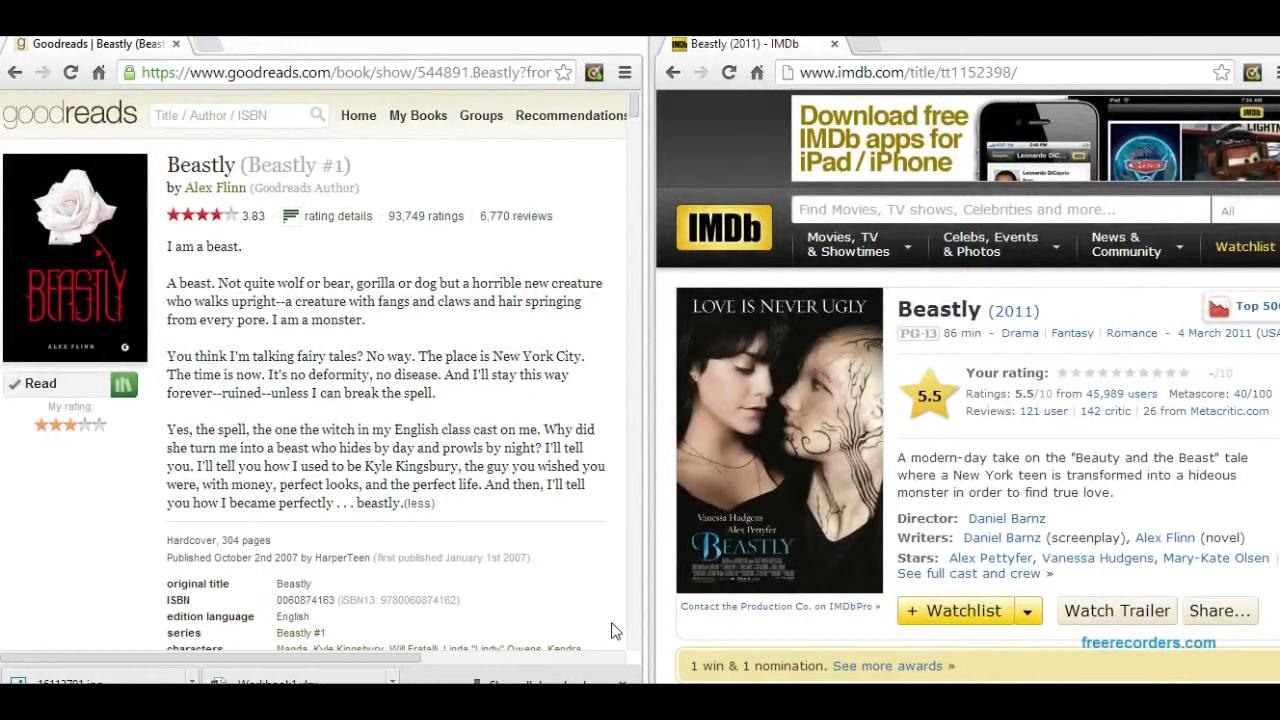 Goodreads | Beastly (Beast
https://www.goodreads.com/book/show/544891.Beastly?fror
goodreads
Title / Author / ISBN
Home My Books Groups Recommendations
BEASTLY
ALEX FLINN
Read
My rating:
Beastly (Beastly #1)
by Alex Flinn (Goodreads Author)
3.83 rating details 93,749 ratings 6,770 reviews
I am a beast.
A beast. Not quite wolf or bear, gorilla or dog but a horrible new creature
who walks upright--a creature with fangs and claws and hair springing
from every pore. I am a monster.
You think I'm talking fairy tales? No way. The place is New York City.
The time is now. It's no deformity, no disease. And I'll stay this way
forever--ruined--unless I can break the spell.
Yes, the spell, the one the witch in my English class cast on me. Why did
she turn me into a beast who hides by day and prowls by night? I'll tell
you. I'll tell you how I used to be Kyle Kingsbury, the guy you wished you
were, with money, perfect looks, and the perfect life. And then, I'll tell
you how I became perfectly . . . beastly.(less)
Hardcover, 304 pages
Published October 2nd 2007 by HarperTeen (first published January 1st 2007)
original title Beastly
ISBN 0060874163 (ISBN13: 9780060874162)
edition language English
series Beastly #1
characters Magda, Kyle Kingsbury, Will Fratalli, Linda "Lindy" Owens, Kendra
Beastly (2011) - IMDb
www.imdb.com/title/tt1152398/
Download free
IMDb apps for
iPad / iPhone
IMDb
Find Movies, TV shows, Celebrities and more...
All
Movies, TV
& Showtimes
Celebs, Events
& Photos
News &
Community
Watchlist
LOVE IS NEVER UGLY
Vanessa Hudgens
Alex Pettyfer
BEASTLY
Contact the Production Co. on IMDbPro »
Beastly (2011)
Top 500
PG-13 86 min - Drama | Fantasy | Romance - 4 March 2011 (USA
5.5
Your rating: -/10
Ratings: 5.5/10 from 45,989 users Metascore: 40/100
Reviews: 121 user | 142 critic | 26 from Metacritic.com
A modern-day take on the "Beauty and the Beast" tale
where a New York teen is transformed into a hideous
monster in order to find true love.
Director: Daniel Barnz
Writers: Daniel Barnz (screenplay), Alex Flinn (novel)
Stars: Alex Pettyfer, Vanessa Hudgens, Mary-Kate Olsen |
See full cast and crew »
+ Watchlist
Watch Trailer
Share...
freerecorders.com
1 win & 1 nomination. See more awards »